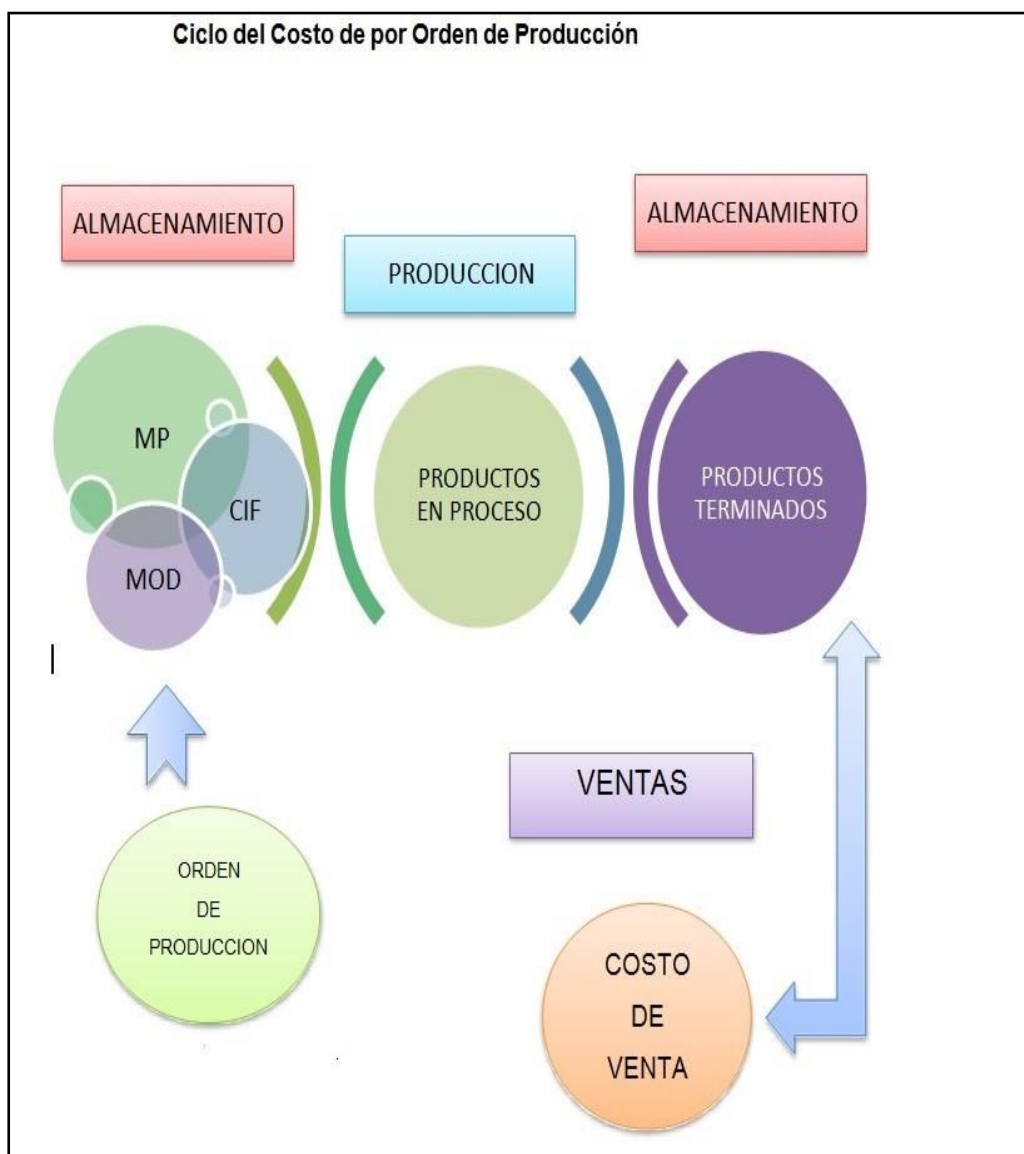 Ciclo del Costo de por Orden de Producción
ALMACENAMIENTO
PRODUCCION
ALMACENAMIENTO
MP
CIF
MOD
PRODUCTOS
EN PROCESO
PRODUCTOS
TERMINADOS
ORDEN
DE
PRODUCCION
VENTAS
COSTO
DE
VENTA